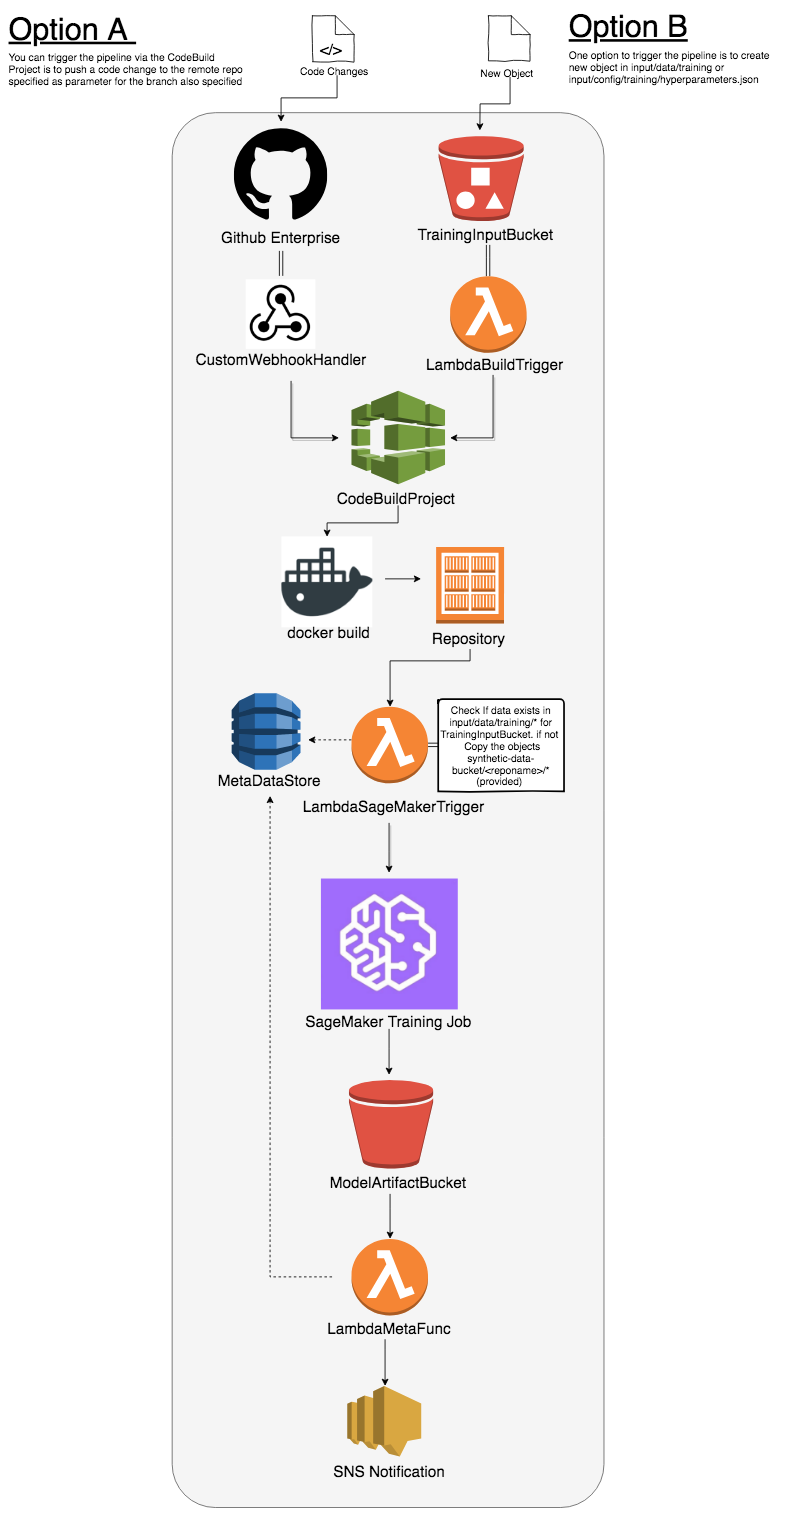 Option A
You can trigger the pipeline via the CodeBuild
Project is to push a code change to the remote repo
specified as parameter for the branch also specified
Option B
One option to trigger the pipeline is to create
new object in input/data/training or
input/config/training/hyperparameters.json
</>
Code Changes
New Object
Github Enterprise
TrainingInputBucket
CustomWebhookHandler
LambdaBuildTrigger
CodeBuildProject
docker build
Repository
Check If data exists in
input/data/training/* for
TrainingInputBucket. if not
Copy the objects
synthetic-data-
bucket/<reponame>/*
(provided)
MetaDataStore
LambdaSageMakerTrigger
SageMaker Training Job
ModelArtifactBucket
LambdaMetaFunc
SNS Notification